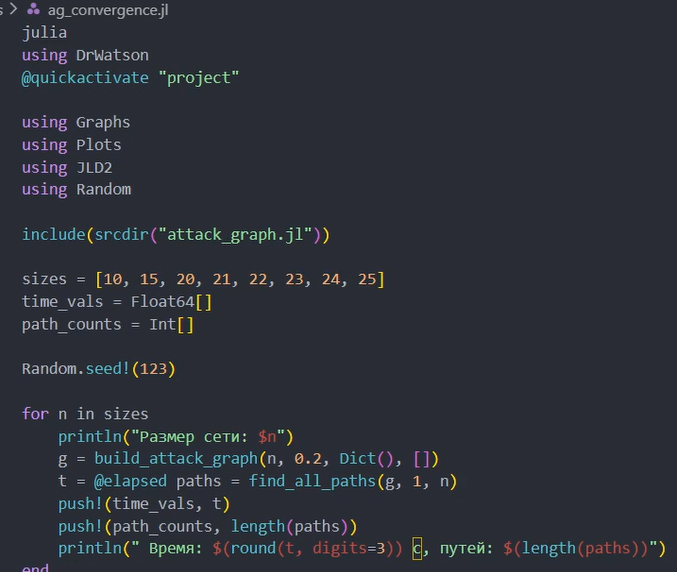 s > ag_convergence.jl
julia
using DrWatson
@quickactivate "project"
using Graphs
using Plots
using JLD2
using Random
include(srcdir("attack_graph.jl"))
sizes = [10, 15, 20, 21, 22, 23, 24, 25]
time_vals = Float64[]
path_counts = Int[]
Random.seed!(123)
for n in sizes
    println("Размер сети: $n")
    g = build_attack_graph(n, 0.2, Dict(), [])
    t = @elapsed paths = find_all_paths(g, 1, n)
    push!(time_vals, t)
    push!(path_counts, length(paths))
    println(" Время: $(round(t, digits=3)) с, путей: $(length(paths))")
end